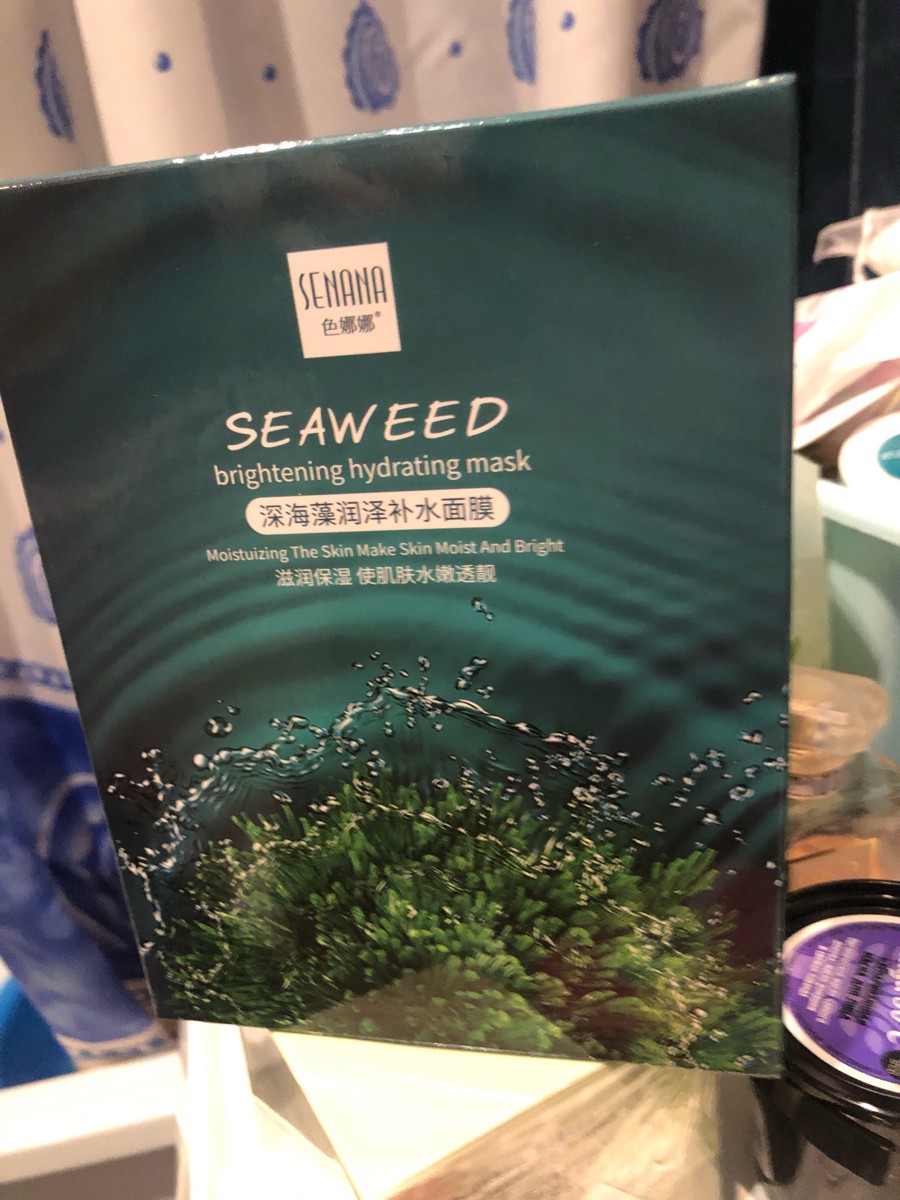 SENANA
色娜娜®
SEAWEED
brightening hydrating mask
深海藻润泽补水面膜
Moistuizing The Skin Make Skin Moist And Bright
滋润保湿 使肌肤水嫩透靓